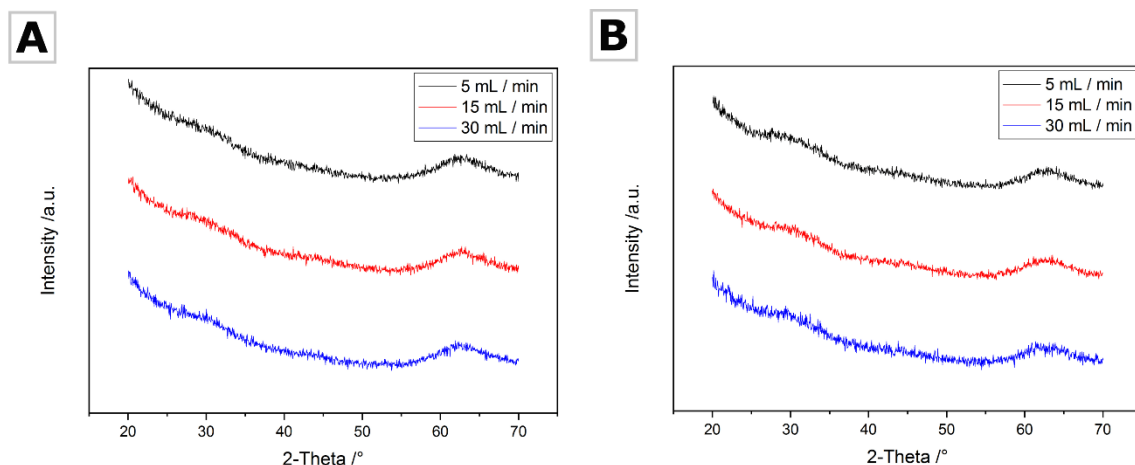 A
5 mL / min
15 mL / min
30 mL / min
Intensity /a.u.
20 30 40 50 60 70
2-Theta /°
B
5 mL / min
15 mL / min
30 mL / min
Intensity /a.u.
20 30 40 50 60 70
2-Theta /°